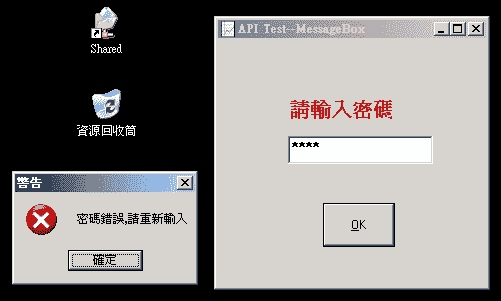 Shared
資源回收筒
API Test--MessageBox
請輸入密碼
****
OK
警告
密碼錯誤,請重新輸入
確定